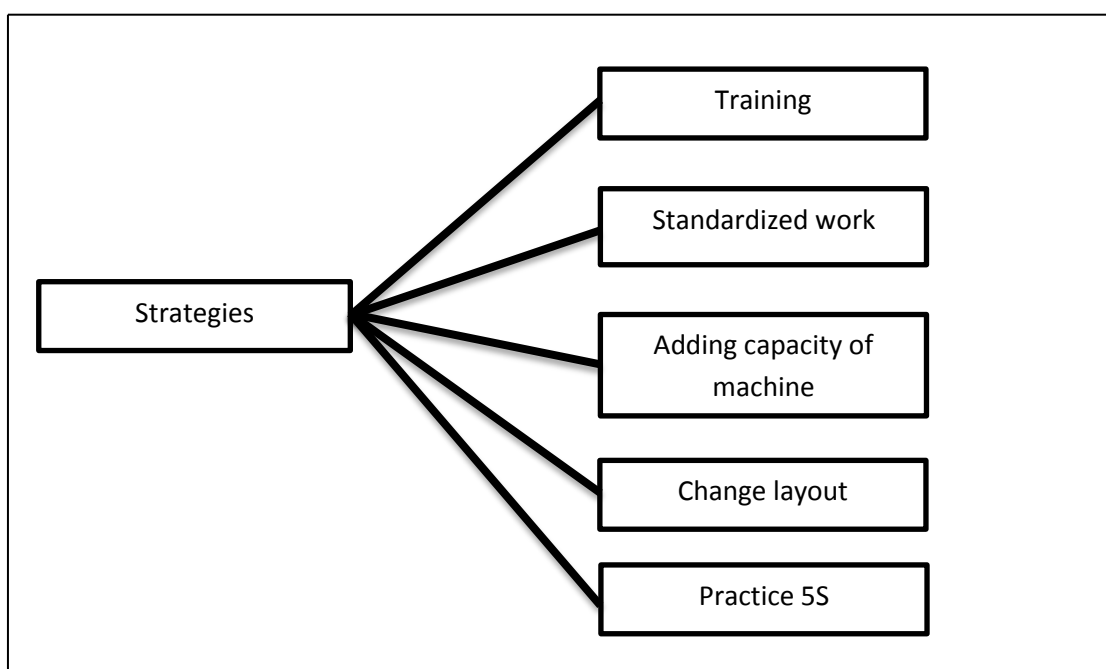 Training
Standardized work
Strategies
Adding capacity of
machine
Change layout
Practice 5S